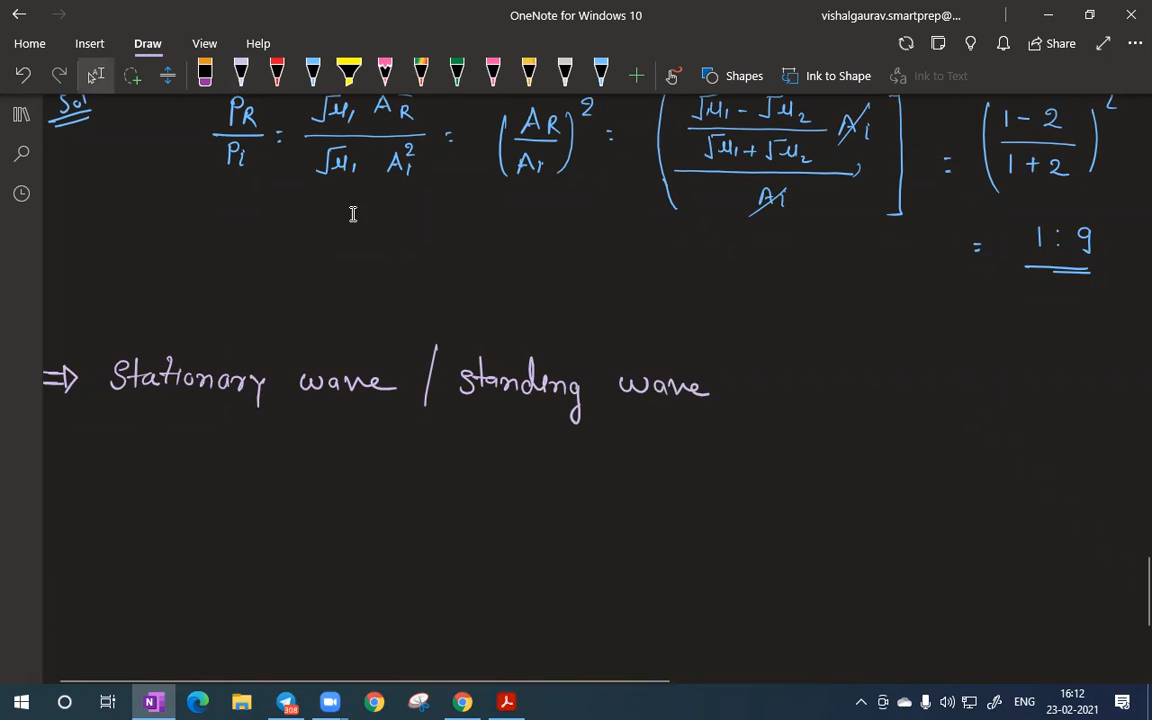 OneNote for Windows 10
vishalgaurav.smartprep@...
Home Insert Draw View Help
Share
Shapes
Ink to Shape
Ink to Text
Sol
P_R / P_i = √μ₁ A_R / √μ₁ A_i² = (A_R / A_i)² = ( (√μ₁ - √μ₂) / (√μ₁ + √μ₂) A_i / A_i ) = ( (1 - 2) / (1 + 2) )²
= 1 : 9
⇒ Stationary wave / standing wave
308
ENG
16:12
23-02-2021